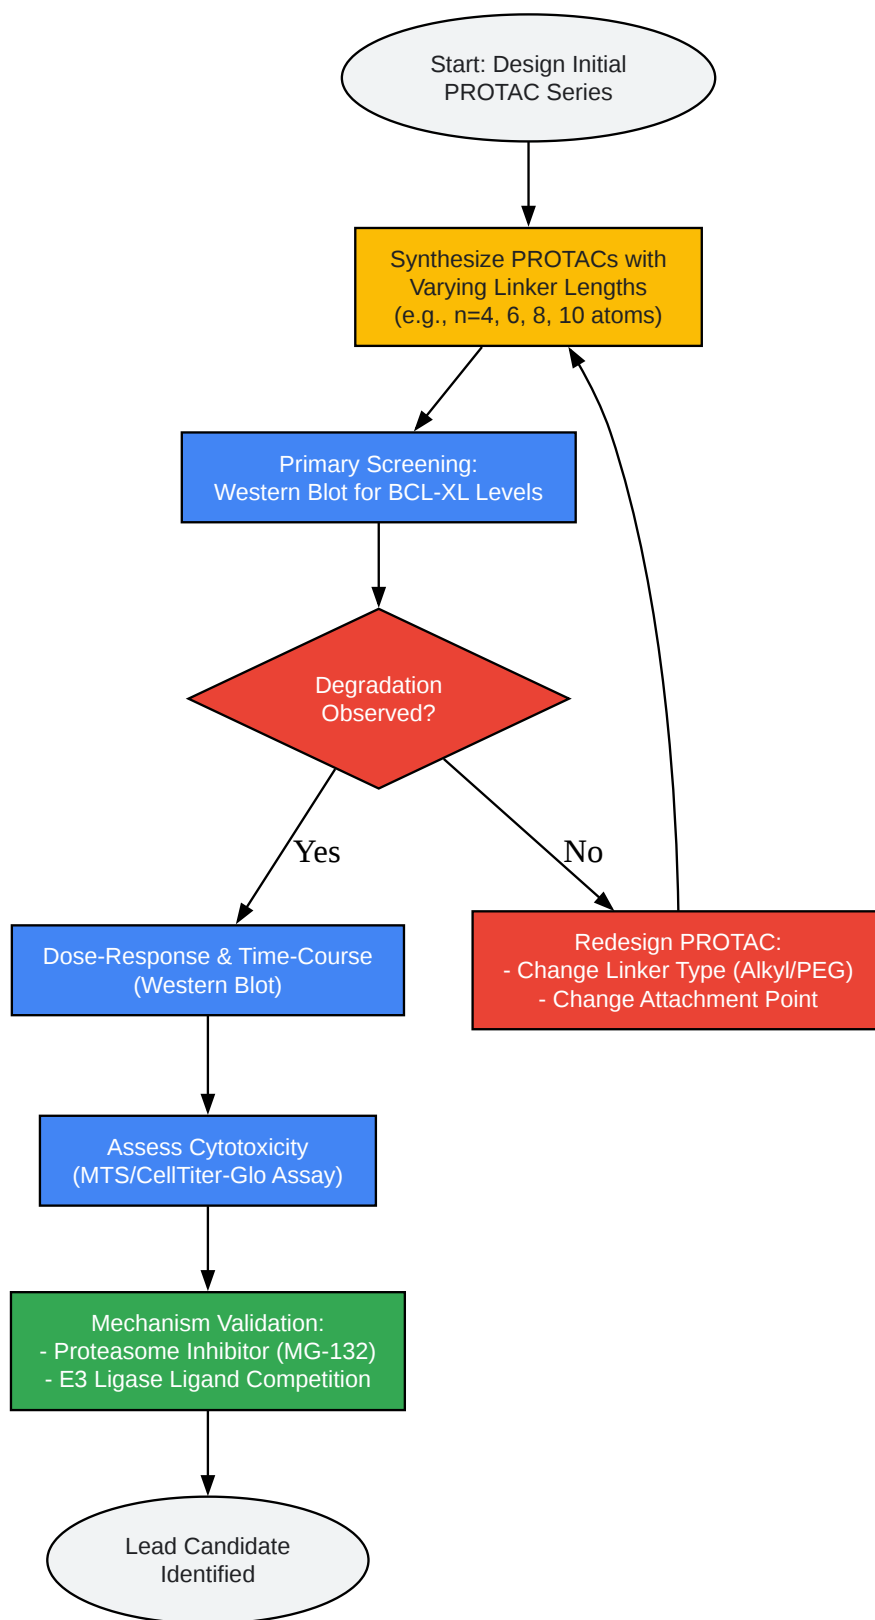 Start: Design Initial
PROTAC Series
Synthesize PROTACs with
Varying Linker Lengths
(e.g., n=4, 6, 8, 10 atoms)
Primary Screening:
Western Blot for BCL-XL Levels
Degradation
Observed?
Yes
No
Dose-Response & Time-Course
(Western Blot)
Redesign PROTAC:
- Change Linker Type (Alkyl/PEG)
- Change Attachment Point
Assess Cytotoxicity
(MTS/CellTiter-Glo Assay)
Mechanism Validation:
- Proteasome Inhibitor (MG-132)
- E3 Ligase Ligand Competition
Lead Candidate
Identified